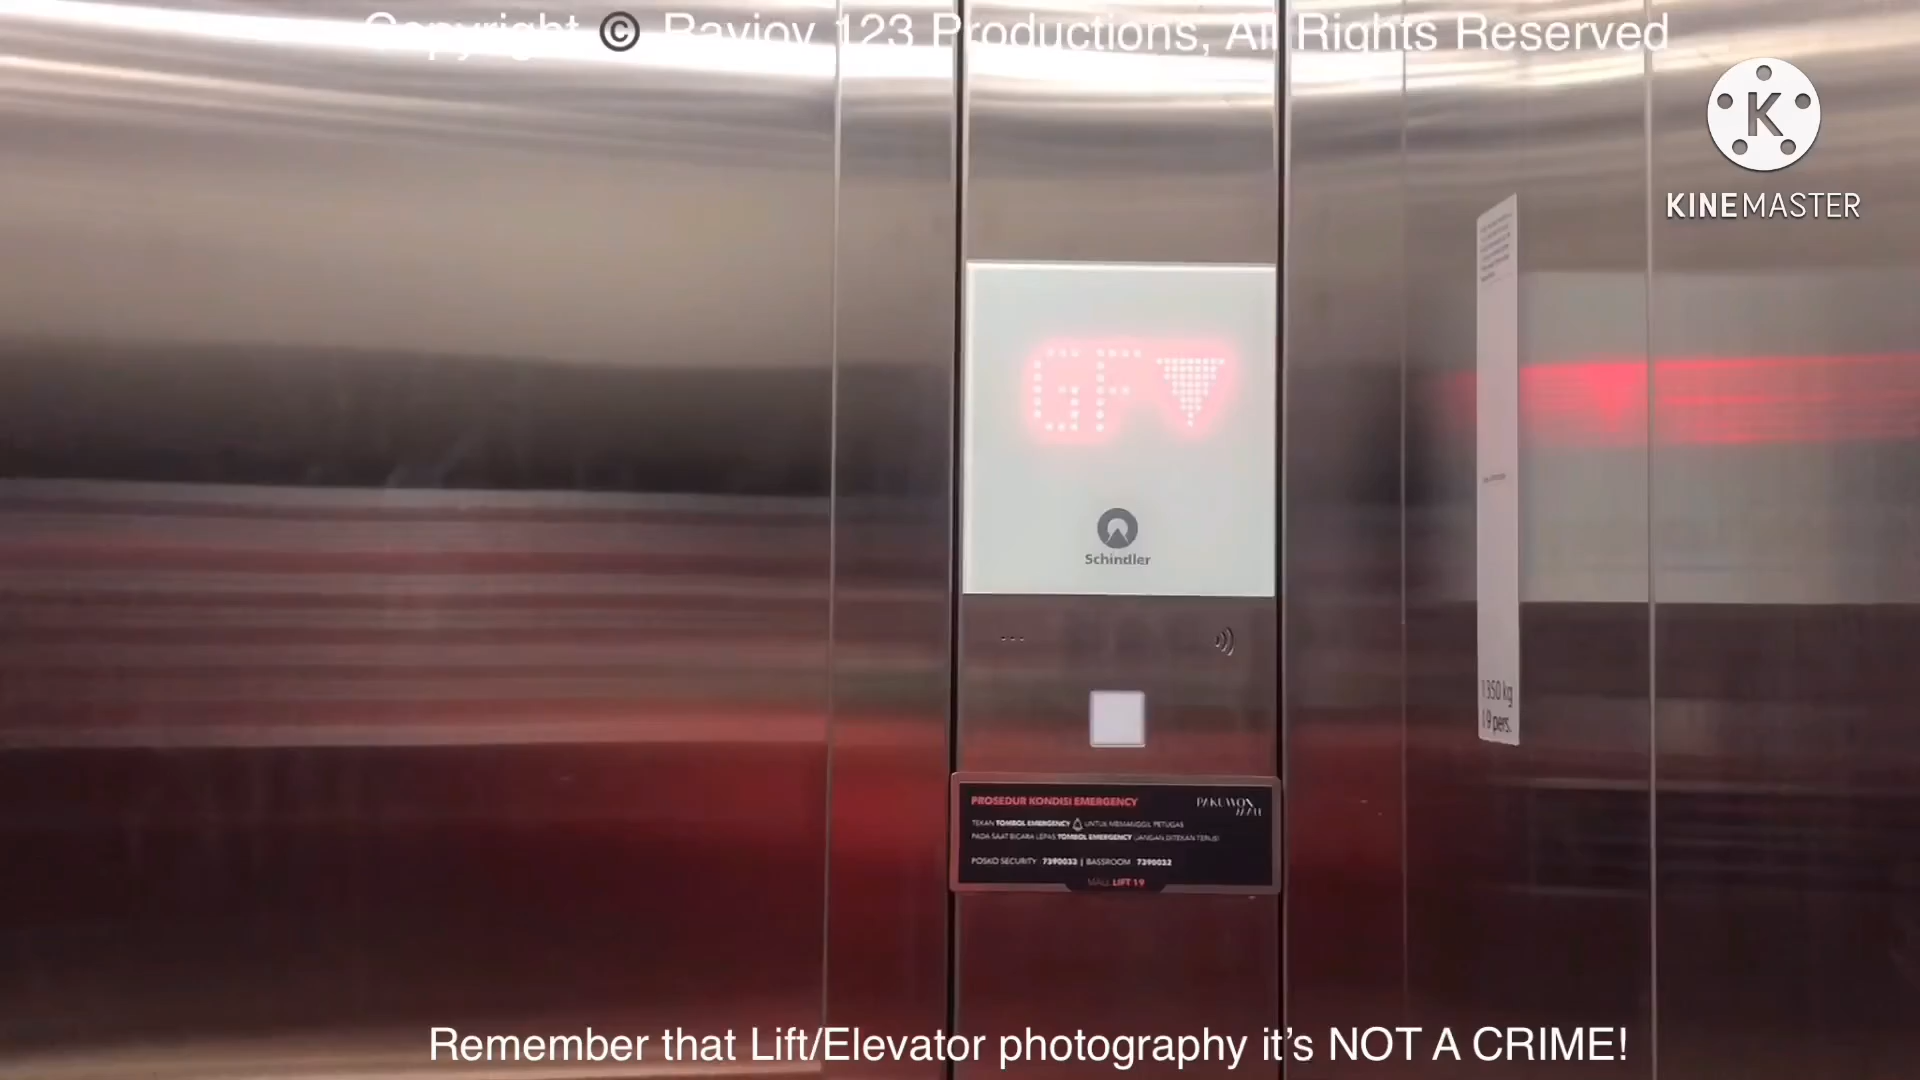 Copyright © Ravjov 123 Productions, All Rights Reserved
KINEMASTER
GF
Schindler
1350 kg
19 pers.
PROSEDUR KONDISI EMERGENCY
PAKUWON
MALL
TEKAN TOMBOL EMERGENCY UNTUK MEMANGGIL PETUGAS
PADA SAAT BICARA LEPAS TOMBOL EMERGENCY (JANGAN DITEKAN TERUS)
POSKO SECURITY 7390033 | BASSROOM 7390032
MALL LIFT 19
Remember that Lift/Elevator photography it's NOT A CRIME!